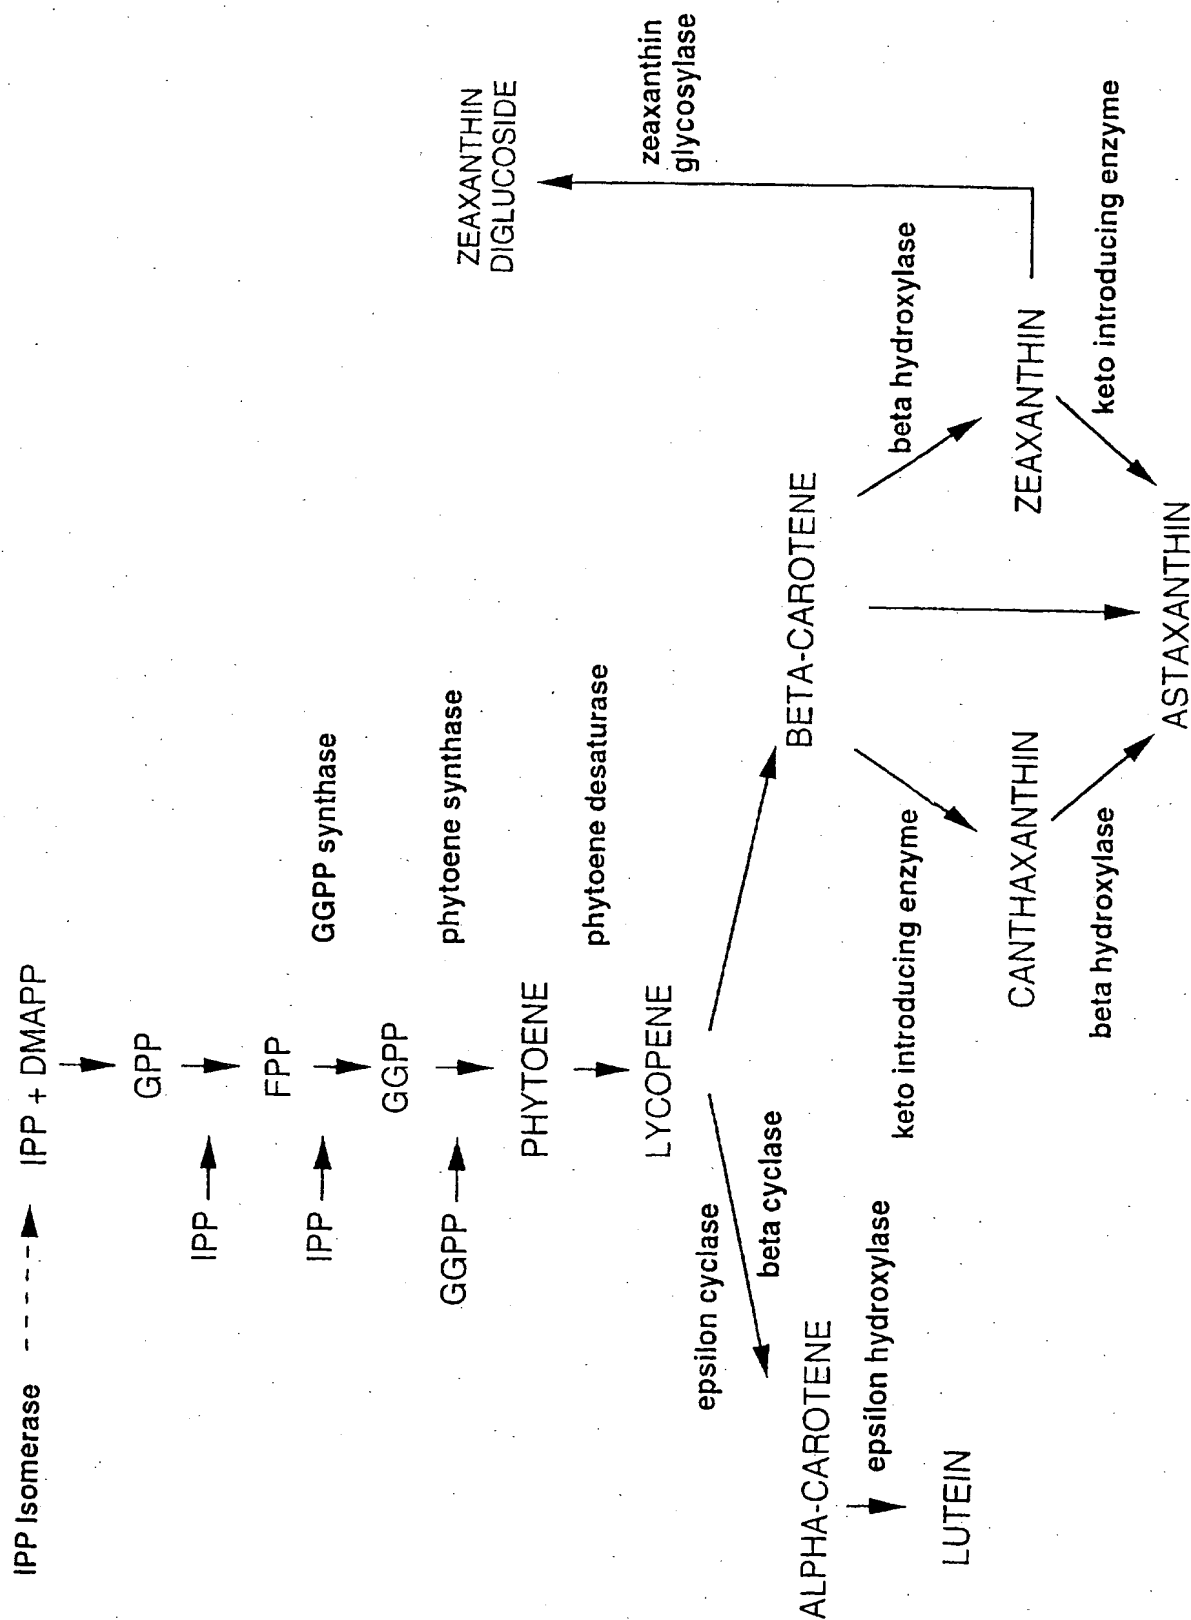 IPP Isomerase
IPP + DMAPP
GPP
IPP
FPP
IPP
GGPP synthase
GGPP
GGPP
phytoene synthase
PHYTOENE
phytoene desaturase
LYCOPENE
epsilon cyclase
beta cyclase
ALPHA-CAROTENE
epsilon hydroxylase
LUTEIN
BETA-CAROTENE
keto introducing enzyme
CANTHAXANTHIN
beta hydroxylase
beta hydroxylase
ZEAXANTHIN
keto introducing enzyme
ASTAXANTHIN
ZEAXANTHIN
DIGLUCOSIDE
zeaxanthin
glycosylase